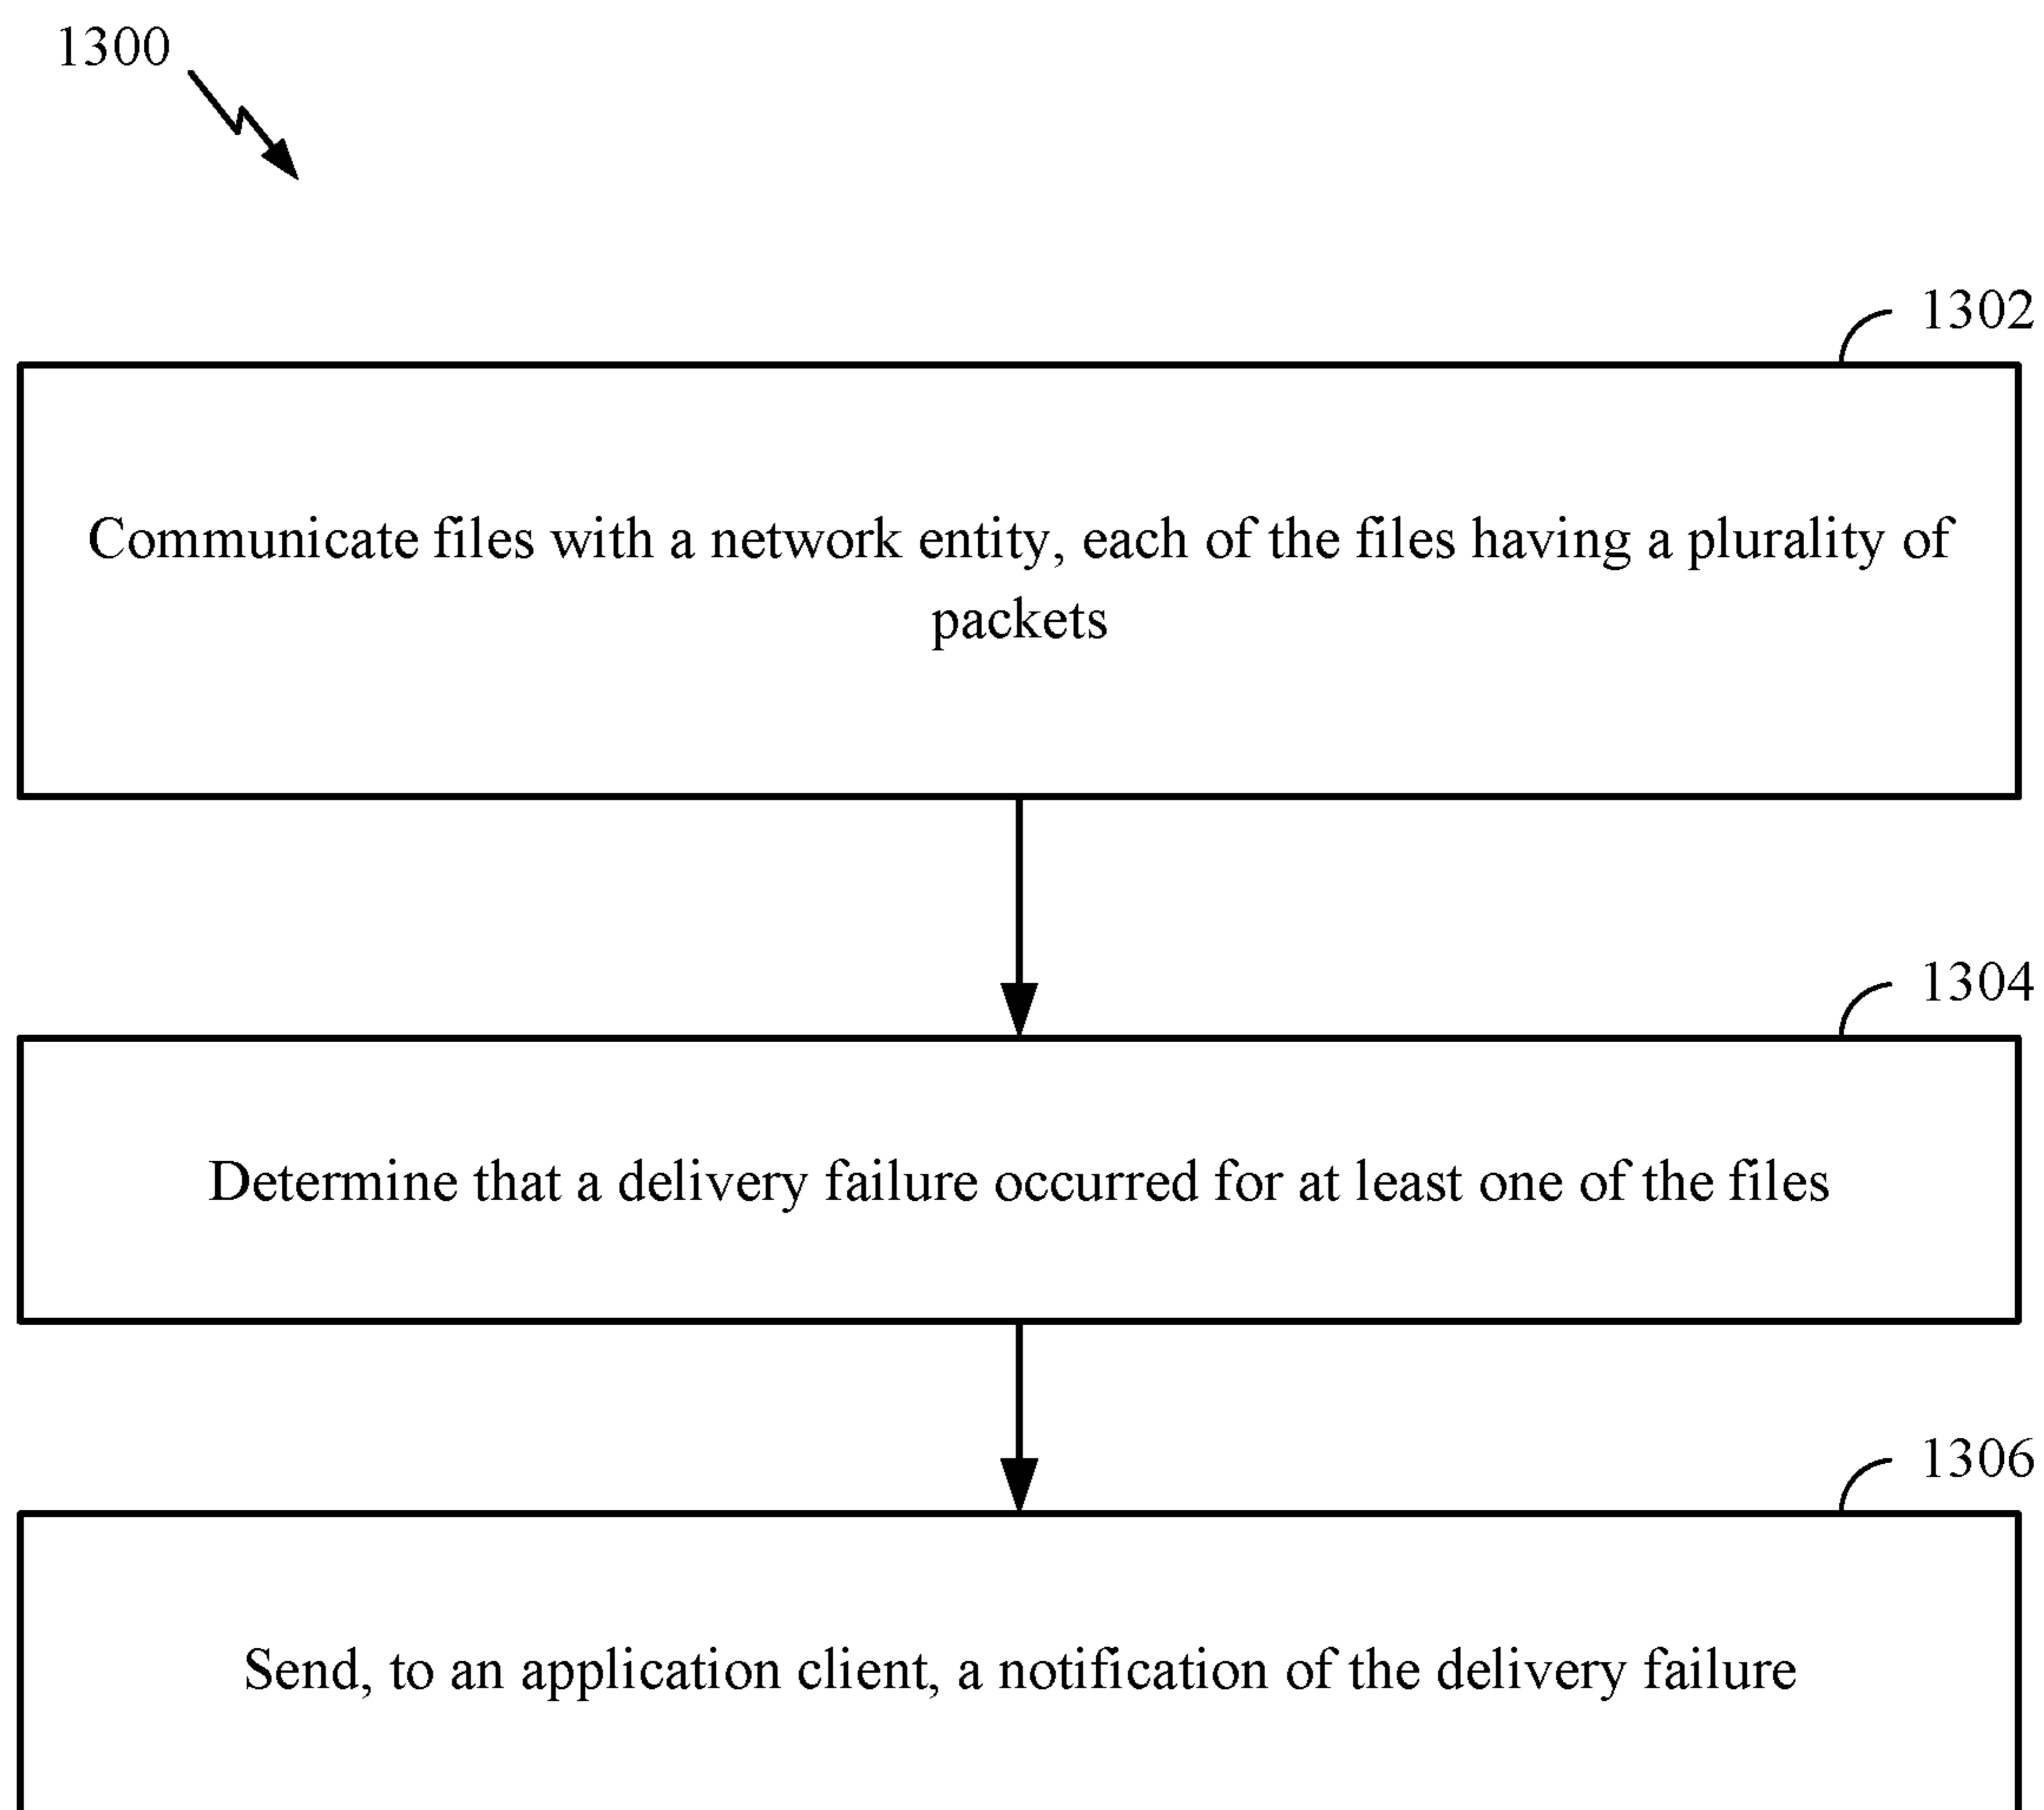 1300
1302
Communicate files with a network entity, each of the files having a plurality of
packets
1304
Determine that a delivery failure occurred for at least one of the files
1306
Send, to an application client, a notification of the delivery failure